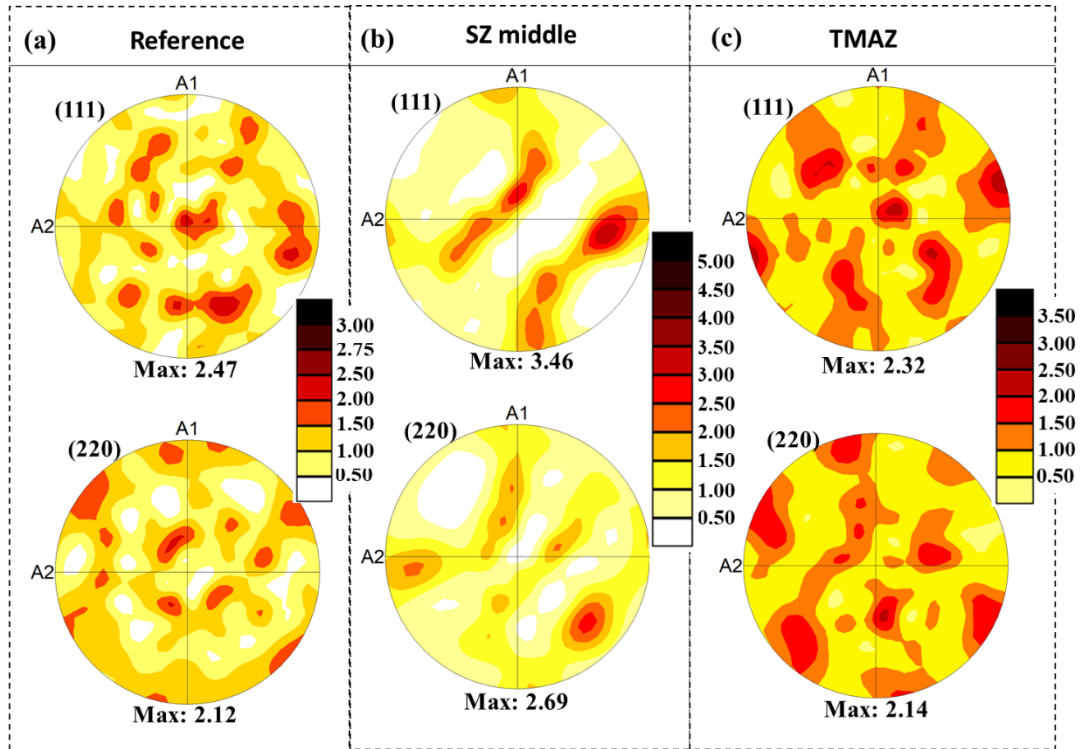 (a) Reference
A1
(111)
A2
3.00
2.75
2.50
2.00
1.50
1.00
0.50
Max: 2.47
A1
(220)
A2
Max: 2.12
(b) SZ middle
A1
(111)
A2
5.00
4.50
4.00
3.50
3.00
2.50
2.00
1.50
1.00
0.50
Max: 3.46
A1
(220)
A2
Max: 2.69
(c) TMAZ
A1
(111)
A2
3.50
3.00
2.50
2.00
1.50
1.00
0.50
Max: 2.32
A1
(220)
A2
Max: 2.14